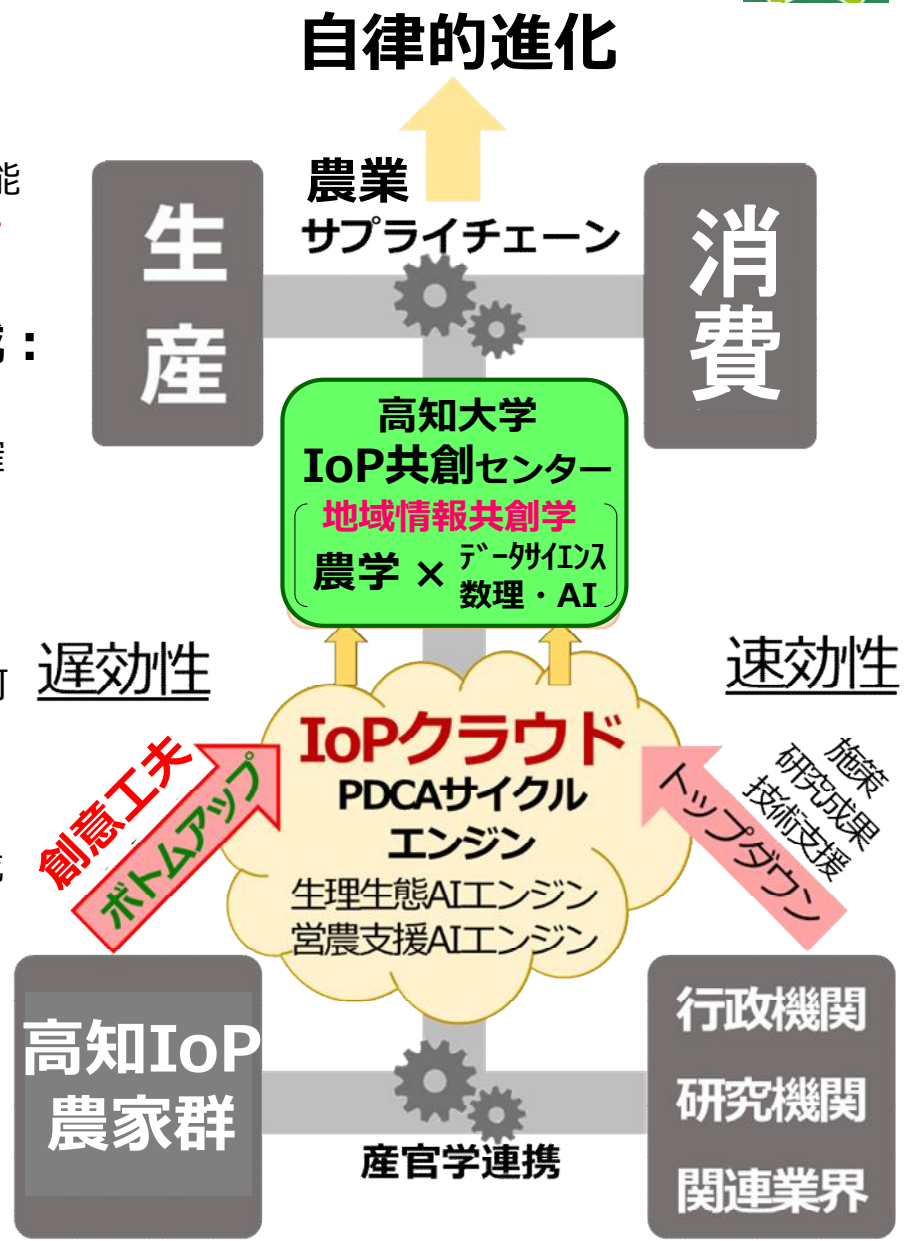 自律的進化
能
農業
サプライチェーン
生産
消費
：
高知大学
IoP共創センター
地域情報共創学
農学 × ﾃﾞｰﾀｻｲｴﾝｽ
数理・AI
遅効性
速効性
創意工夫
ボトムアップ
IoPクラウド
PDCAサイクル
エンジン
生理生態AIエンジン
営農支援AIエンジン
トップダウン
施策
研究成果
技術支援
高知IoP
農家群
産官学連携
行政機関
研究機関
関連業界